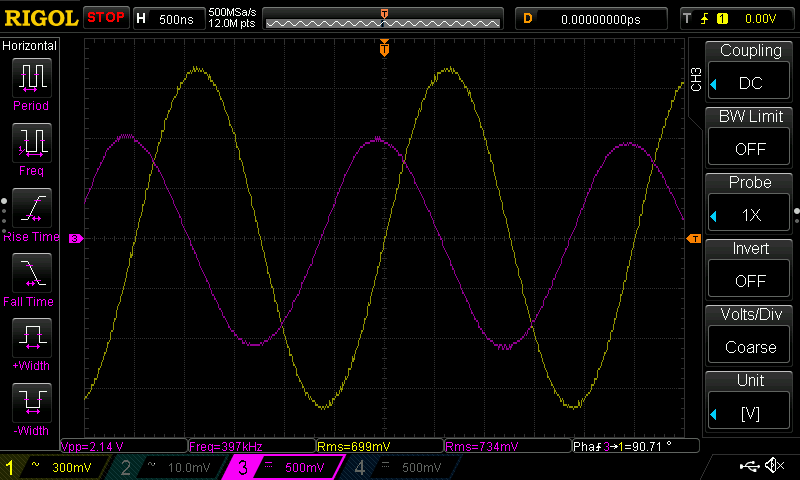 RIGOL STOP H 500ns 500MSa/s 12.0M pts T D 0.00000000ps T 1 0.00V
Horizontal
Period
Freq
Rise Time
Fall Time
+Width
-Width
T
3
T
CH3
Coupling
DC
BW Limit
OFF
Probe
1X
Invert
OFF
Volts/Div
Coarse
Unit
[V]
Vpp=2.14 V Freq=397kHz Rms=699mV Rms=734mV Pha 3→1=90.71 °
1 ~ 300mV 2 ~ 10.0mV 3 500mV 4 500mV